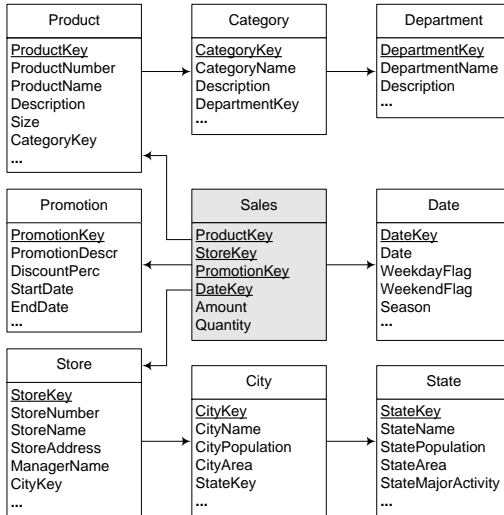 Product
ProductKey
ProductNumber
ProductName
Description
Size
CategoryKey
...
Category
CategoryKey
CategoryName
Description
DepartmentKey
...
Department
DepartmentKey
DepartmentName
Description
...
Promotion
PromotionKey
PromotionDescr
DiscountPerc
StartDate
EndDate
...
Sales
ProductKey
StoreKey
PromotionKey
DateKey
Amount
Quantity
Date
DateKey
Date
WeekdayFlag
WeekendFlag
Season
...
Store
StoreKey
StoreNumber
StoreName
StoreAddress
ManagerName
CityKey
...
City
CityKey
CityName
CityPopulation
CityArea
StateKey
...
State
StateKey
StateName
StatePopulation
StateArea
StateMajorActivity
...